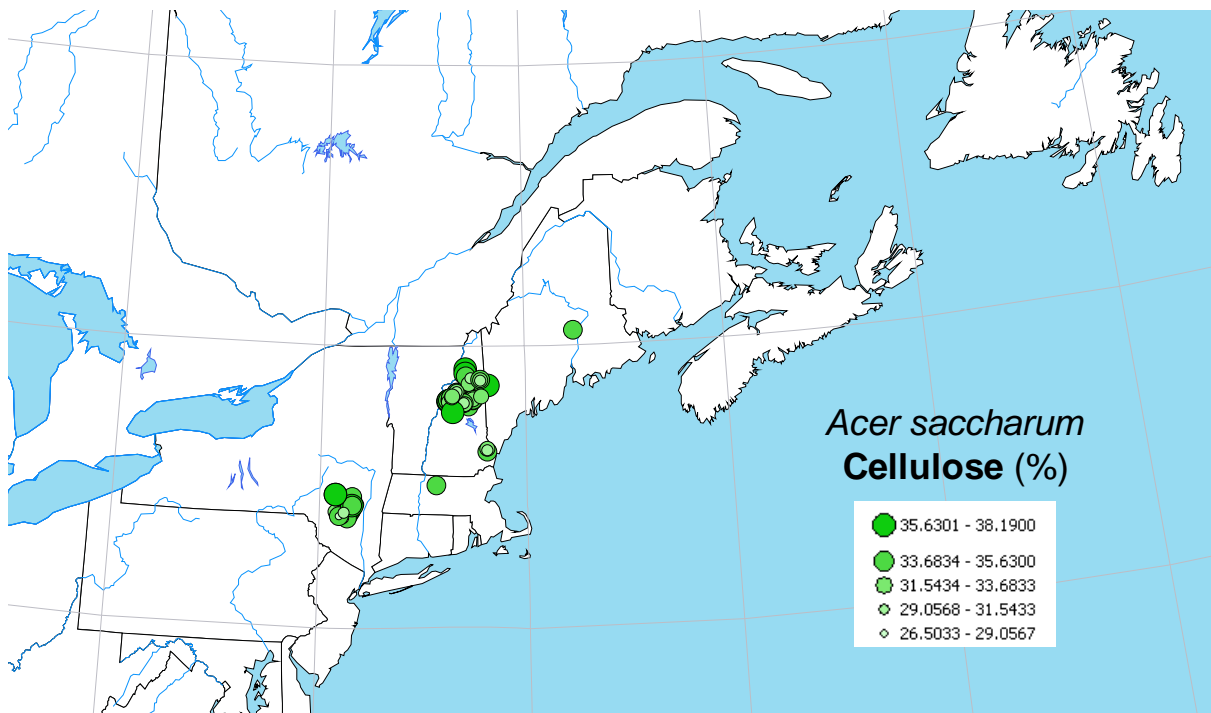 Acer saccharum
Cellulose (%)
35.6301 - 38.1900
33.6834 - 35.6300
31.5434 - 33.6833
29.0568 - 31.5433
26.5033 - 29.0567